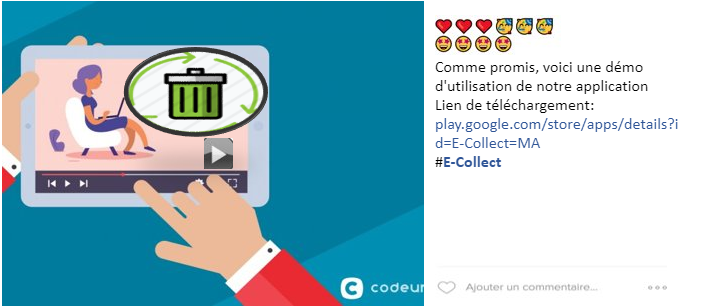 Comme promis, voici une démo
d'utilisation de notre application
Lien de téléchargement:
play.google.com/store/apps/details?i
d=E-Collect=MA
#E-Collect
codeur
Ajouter un commentaire...